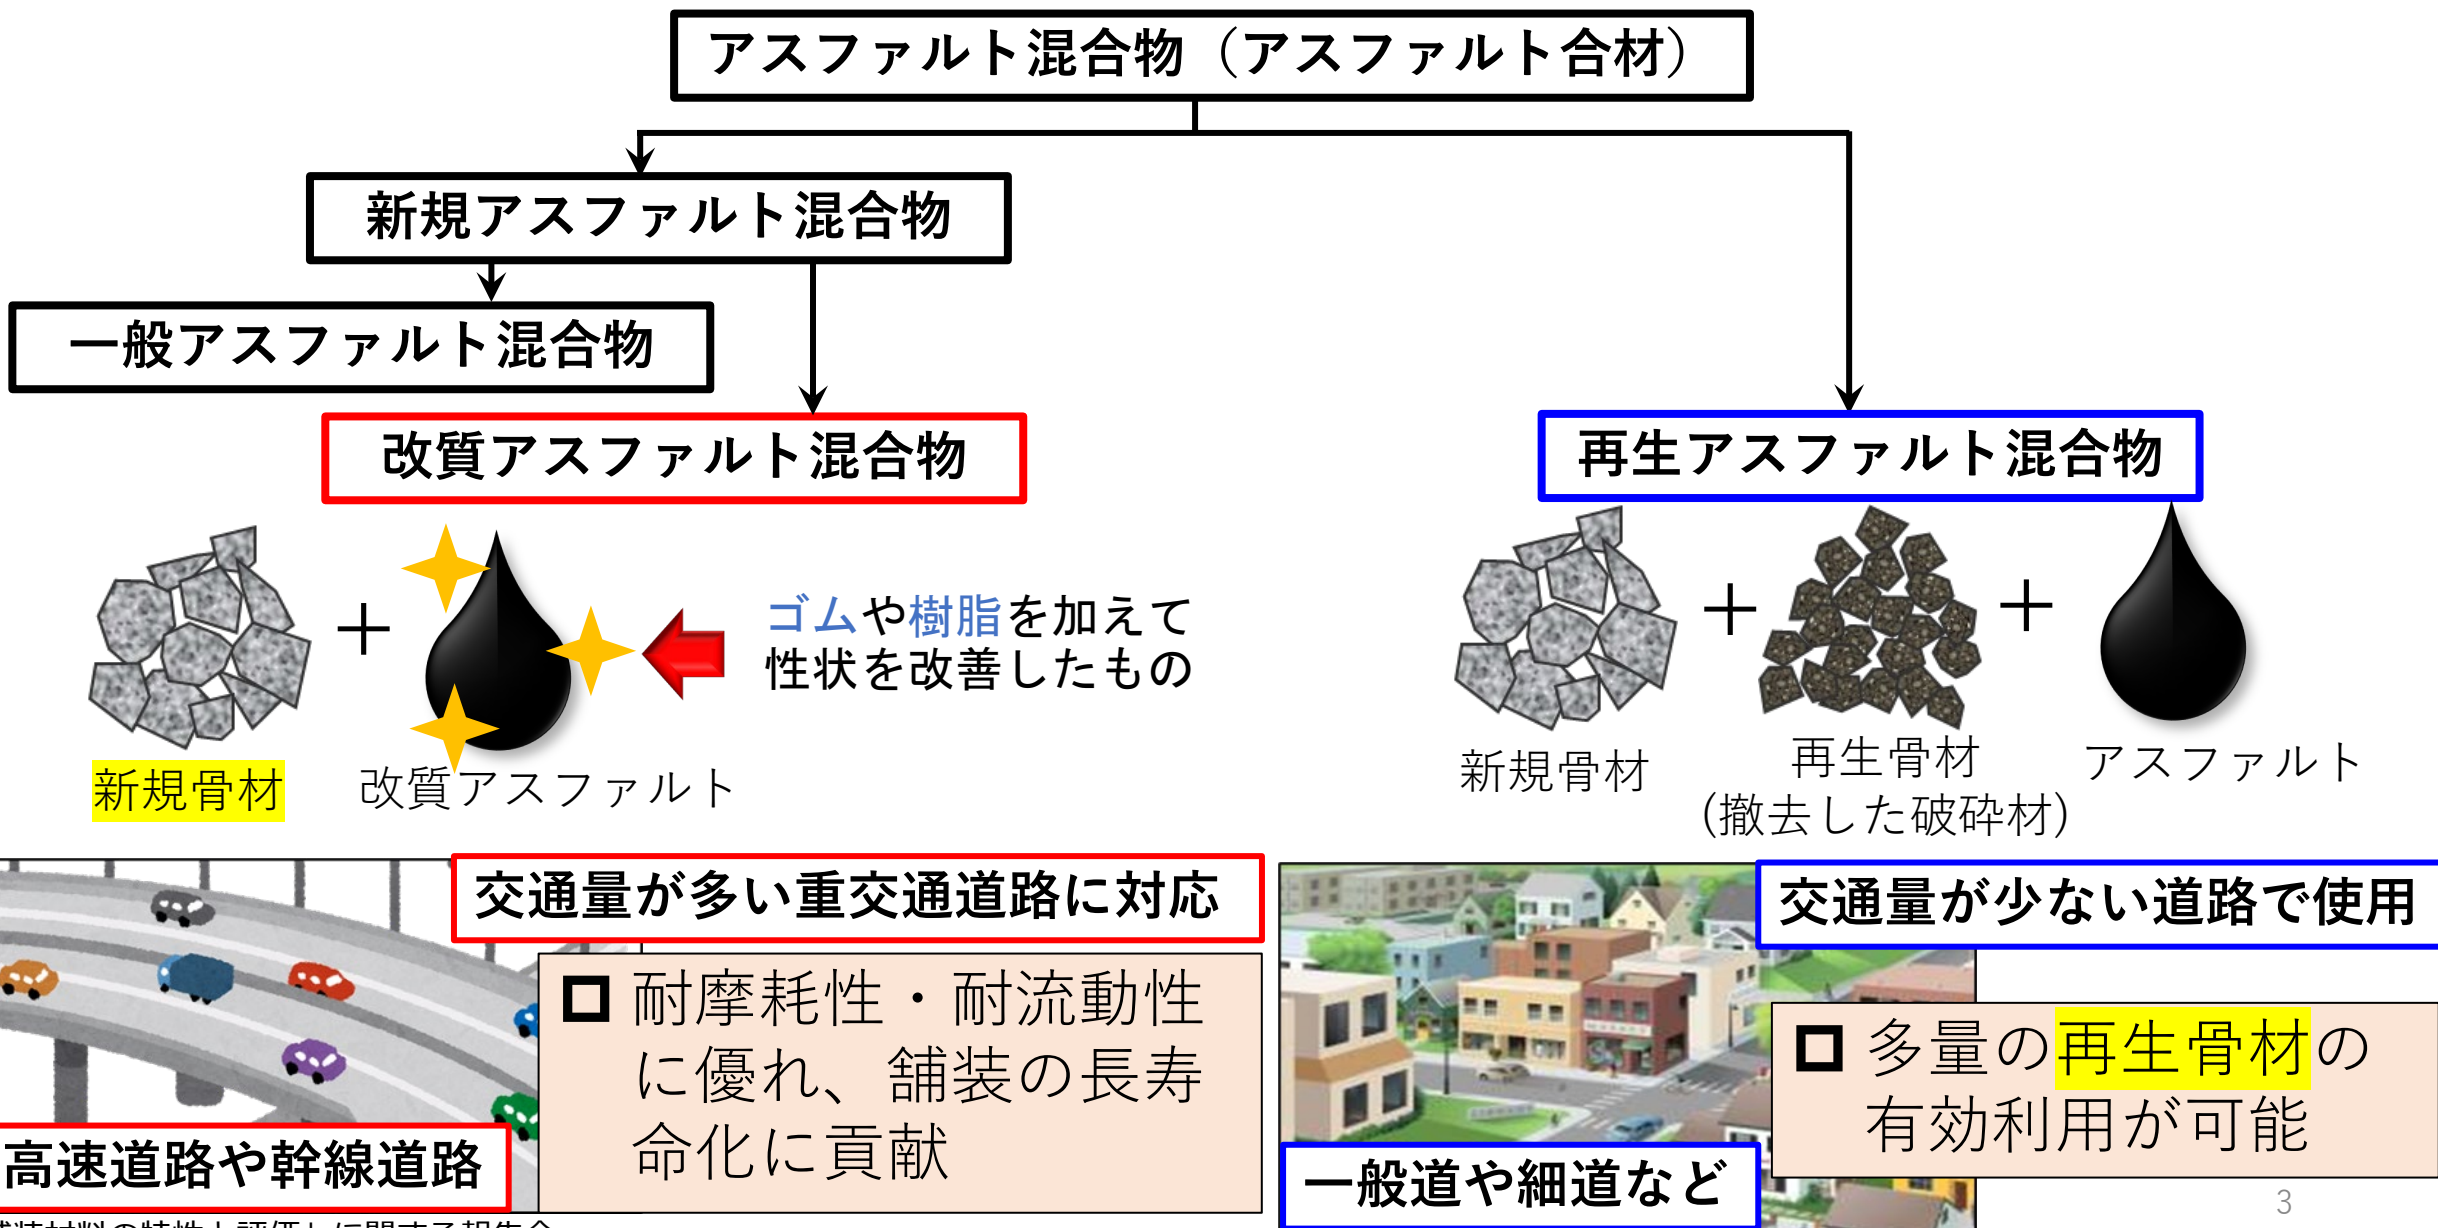 アスファルト混合物（アスファルト合材）
新規アスファルト混合物
一般アスファルト混合物
改質アスファルト混合物
再生アスファルト混合物
ゴムや樹脂を加えて
性状を改善したもの
＋
新規骨材
改質アスファルト
＋
＋
新規骨材
再生骨材
(撤去した破砕材)
アスファルト
交通量が多い重交通道路に対応
耐摩耗性・耐流動性
に優れ、舗装の長寿
命化に貢献
高速道路や幹線道路
交通量が少ない道路で使用
多量の再生骨材の
有効利用が可能
一般道や細道など
3